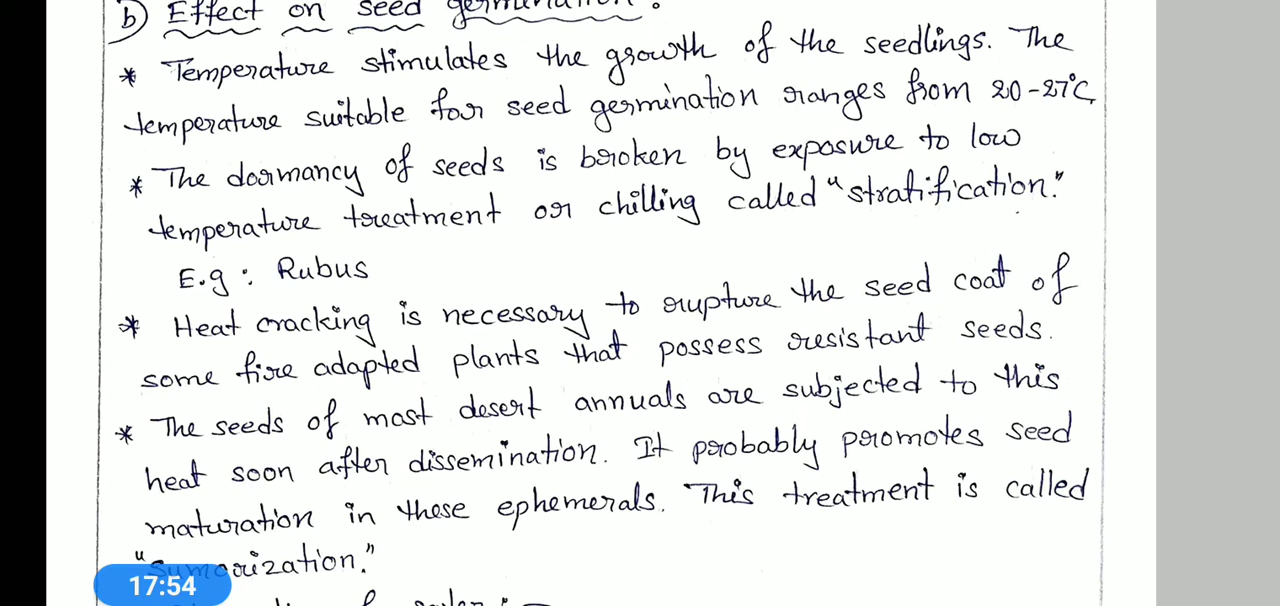 b) Effect on seed germination :
* Temperature stimulates the growth of the seedlings. The
temperature suitable for seed germination ranges from 20-27°C.
* The dormancy of seeds is broken by exposure to low
temperature treatment or chilling called "stratification."
E.g : Rubus
* Heat cracking is necessary to rupture the seed coat of
some fire adapted plants that possess resistant seeds.
* The seeds of most desert annuals are subjected to this
heat soon after dissemination. It probably promotes seed
maturation in these ephemerals. This treatment is called
"Sumorization."
17:54
of